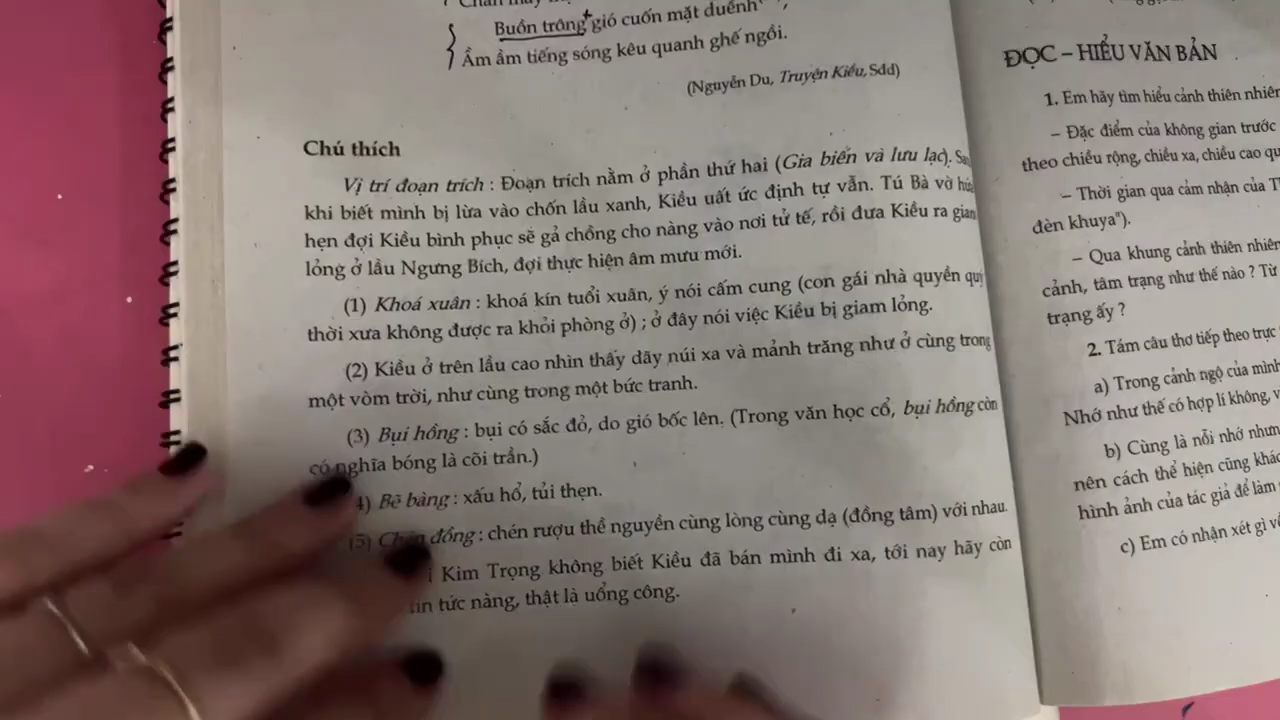 Buồn trông gió cuốn mặt duềnh
Ầm ầm tiếng sóng kêu quanh ghế ngồi.
(Nguyễn Du, Truyện Kiều, Sđd)
Chú thích
Vị trí đoạn trích : Đoạn trích nằm ở phần thứ hai (Gia biến và lưu lạc). Sau
khi biết mình bị lừa vào chốn lầu xanh, Kiều uất ức định tự vẫn. Tú Bà vờ hứa
hẹn đợi Kiều bình phục sẽ gả chồng cho nàng vào nơi tử tế, rồi đưa Kiều ra giam
lỏng ở lầu Ngưng Bích, đợi thực hiện âm mưu mới.
(1) Khoá xuân : khoá kín tuổi xuân, ý nói cấm cung (con gái nhà quyền quý
thời xưa không được ra khỏi phòng ở) ; ở đây nói việc Kiều bị giam lỏng.
(2) Kiều ở trên lầu cao nhìn thấy dãy núi xa và mảnh trăng như ở cùng trong
một vòm trời, như cùng trong một bức tranh.
(3) Bụi hồng : bụi có sắc đỏ, do gió bốc lên. (Trong văn học cổ, bụi hồng còn
có nghĩa bóng là cõi trần.)
4) Bẽ bàng : xấu hổ, tủi thẹn.
(5) Chén đồng : chén rượu thề nguyền cùng lòng cùng dạ (đồng tâm) với nhau.
Kim Trọng không biết Kiều đã bán mình đi xa, tới nay hãy còn
tức nàng, thật là uổng công.
ĐỌC – HIỂU VĂN BẢN
1. Em hãy tìm hiểu cảnh thiên nhiên
– Đặc điểm của không gian trước
theo chiều rộng, chiều xa, chiều cao qu
– Thời gian qua cảm nhận của
đèn khuya").
– Qua khung cảnh thiên nhiên
cảnh, tâm trạng như thế nào ? Từ
trạng ấy ?
2. Tám câu thơ tiếp theo trực
a) Trong cảnh ngộ của mình
Nhớ như thế có hợp lí không,
b) Cùng là nỗi nhớ nhưn
nên cách thể hiện cũng khác
hình ảnh của tác giả để làm
c) Em có nhận xét gì về